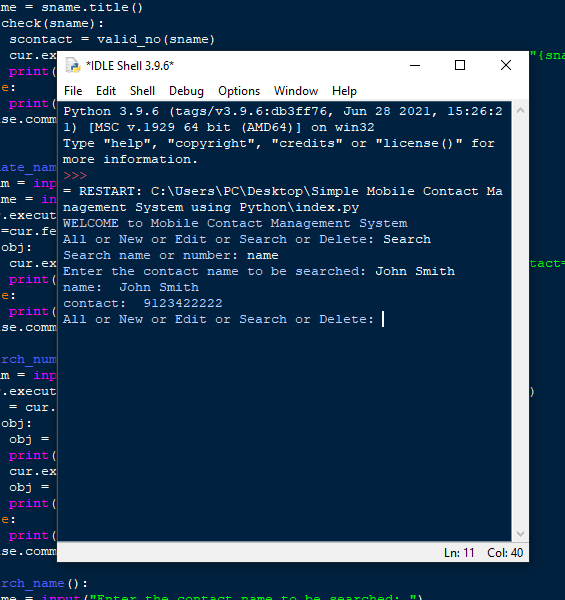 me = sname.title()
check(sname):
scontact = valid_no(sname)
cur.ex
"{sna
print(
e:
print(
se.comm
*IDLE Shell 3.9.6*
File Edit Shell Debug Options Window Help
Python 3.9.6 (tags/v3.9.6:db3ff76, Jun 28 2021, 15:26:2
1) [MSC v.1929 64 bit (AMD64)] on win32
Type "help", "copyright", "credits" or "license()" for
more information.
>>>
= RESTART: C:\Users\PC\Desktop\Simple Mobile Contact Ma
nagement System using Python\index.py
WELCOME to Mobile Contact Management System
All or New or Edit or Search or Delete: Search
Search name or number: name
Enter the contact name to be searched: John Smith
name:  John Smith
contact:  9123422222
All or New or Edit or Search or Delete:
Ln: 11 Col: 40
ate_nam
m = inp
me = inp
r.execut
=cur.fe
obj:
cur.ex
tact=
print(
e:
print(
se.comm
rch_num
m = inp
r.execut
)
= cur.
obj:
obj =
print(
cur.ex
obj =
print(
e:
print(
se.comm
rch_name():
me = input("Enter the contact name to be searched: ")